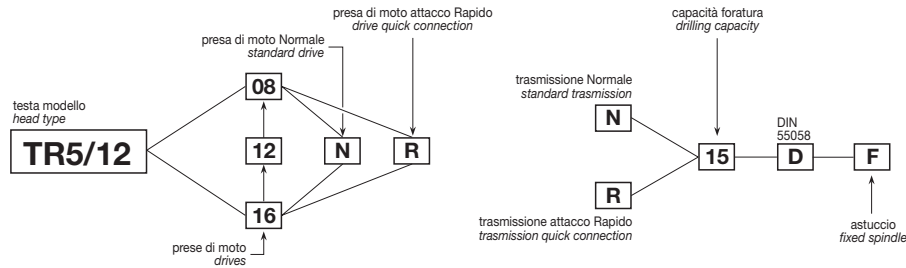 presa di moto attacco Rapido
drive quick connection
presa di moto Normale
standard drive
testa modello
head type
TR5/12
08
12
16
N
R
prese di moto
drives
capacità foratura
drilling capacity
trasmissione Normale
standard trasmission
N
R
trasmissione attacco Rapido
trasmission quick connection
15
DIN
55058
D
F
astuccio
fixed spindle